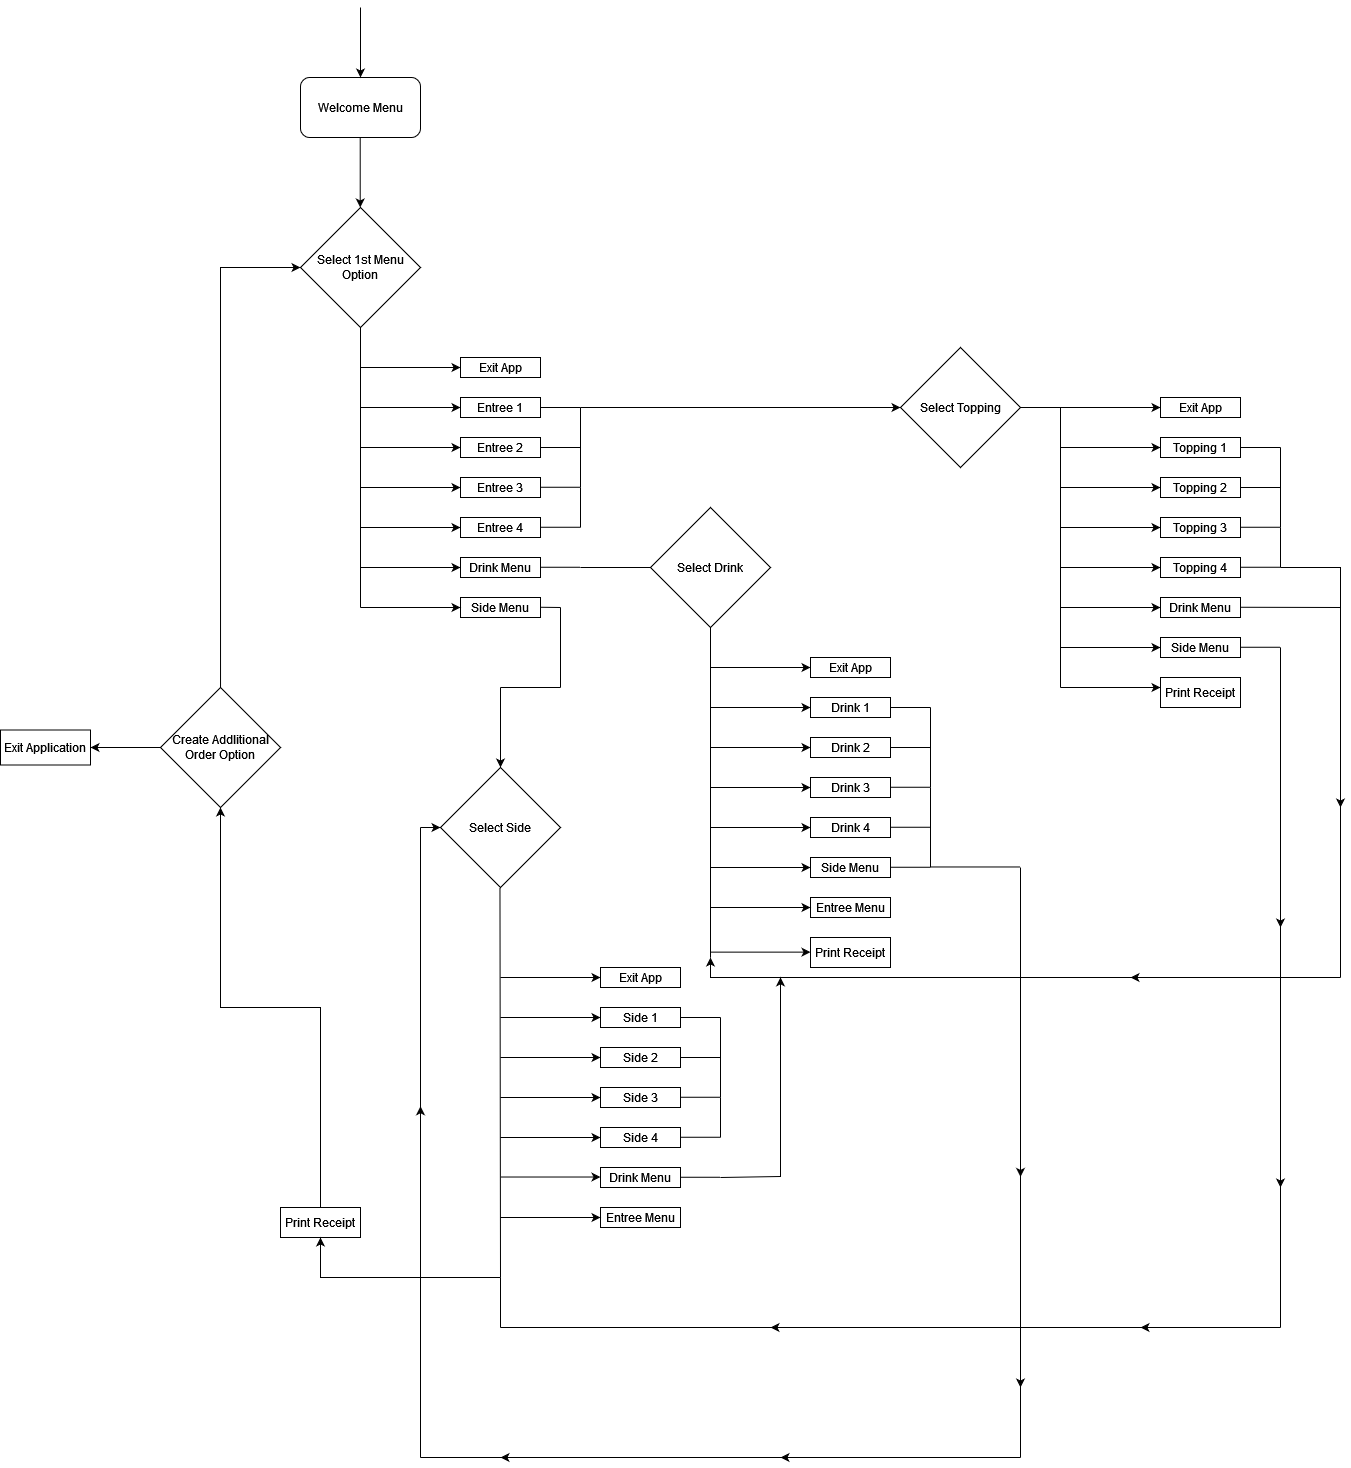 Welcome Menu
Select 1st Menu
Option
Exit App
Entree 1
Entree 2
Entree 3
Entree 4
Drink Menu
Side Menu
Select Topping
Exit App
Topping 1
Topping 2
Topping 3
Topping 4
Drink Menu
Side Menu
Print Receipt
Select Drink
Exit App
Drink 1
Drink 2
Drink 3
Drink 4
Side Menu
Entree Menu
Print Receipt
Create Addlitional
Order Option
Exit Application
Select Side
Exit App
Side 1
Side 2
Side 3
Side 4
Drink Menu
Entree Menu
Print Receipt